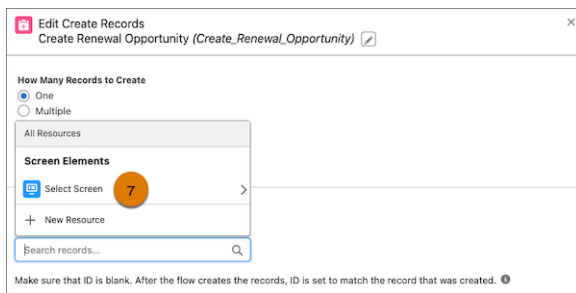 Edit Create Records
Create Renewal Opportunity (Create_Renewal_Opportunity)
How Many Records to Create
One
Multiple
All Resources
Screen Elements
Select Screen 7
New Resource
Search records...
Make sure that ID is blank. After the flow creates the records, ID is set to match the record that was created.